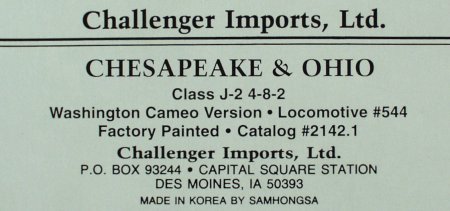 Challenger Imports, Ltd.
CHESAPEAKE & OHIO
Class J-2 4-8-2
Washington Cameo Version • Locomotive #544
Factory Painted • Catalog #2142.1
Challenger Imports, Ltd.
P.O. BOX 93244 • CAPITAL SQUARE STATION
DES MOINES, IA 50393
MADE IN KOREA BY SAMHONGSA